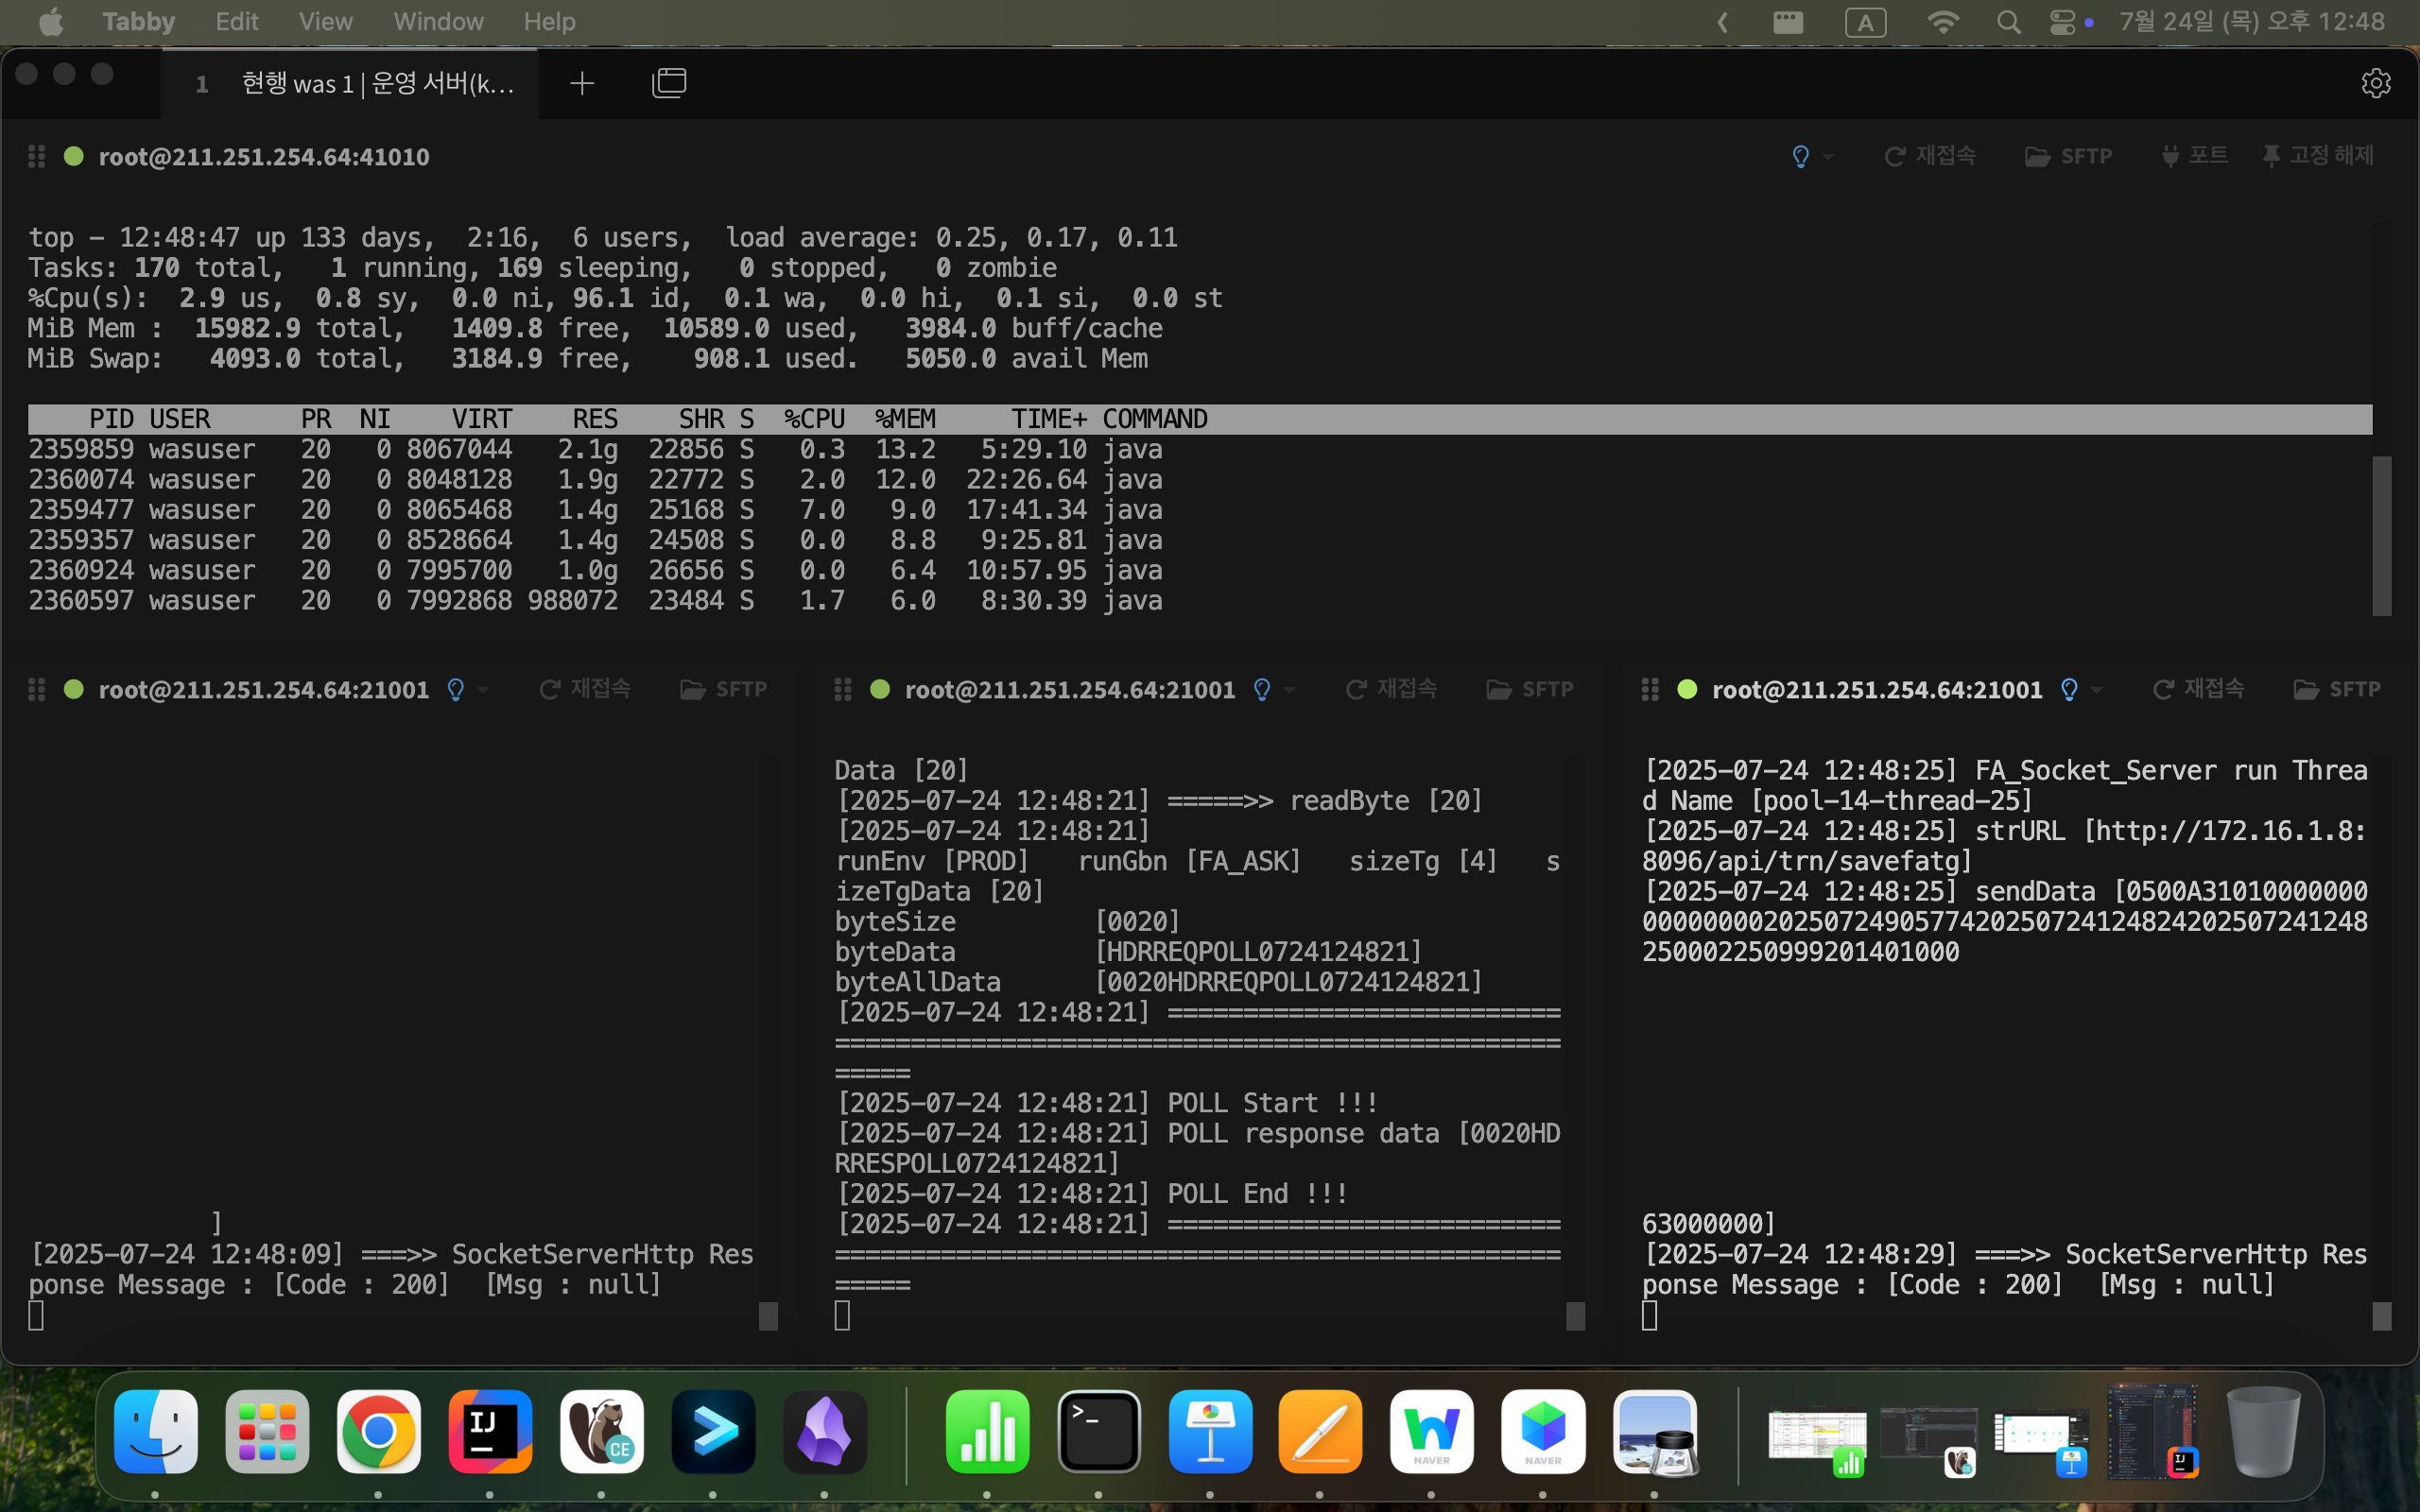 Tabby Edit View Window Help A 7월 24일 (목) 오후 12:48
1 현행 was 1 | 운영 서버(k...
root@211.251.254.64:41010 재접속 SFTP 포트 고정 해제
top - 12:48:47 up 133 days, 2:16, 6 users, load average: 0.25, 0.17, 0.11
Tasks: 170 total, 1 running, 169 sleeping, 0 stopped, 0 zombie
%Cpu(s): 2.9 us, 0.8 sy, 0.0 ni, 96.1 id, 0.1 wa, 0.0 hi, 0.1 si, 0.0 st
MiB Mem : 15982.9 total, 1409.8 free, 10589.0 used, 3984.0 buff/cache
MiB Swap: 4093.0 total, 3184.9 free, 908.1 used. 5050.0 avail Mem
PID USER PR NI VIRT RES SHR S %CPU %MEM TIME+ COMMAND
2359859 wasuser 20 0 8067044 2.1g 22856 S 0.3 13.2 5:29.10 java
2360074 wasuser 20 0 8048128 1.9g 22772 S 2.0 12.0 22:26.64 java
2359477 wasuser 20 0 8065468 1.4g 25168 S 7.0 9.0 17:41.34 java
2359357 wasuser 20 0 8528664 1.4g 24508 S 0.0 8.8 9:25.81 java
2360924 wasuser 20 0 7995700 1.0g 26656 S 0.0 6.4 10:57.95 java
2360597 wasuser 20 0 7992868 988072 23484 S 1.7 6.0 8:30.39 java
root@211.251.254.64:21001 재접속 SFTP
]
[2025-07-24 12:48:09] ===>> SocketServerHttp Res
ponse Message : [Code : 200] [Msg : null]
root@211.251.254.64:21001 재접속 SFTP
Data [20]
[2025-07-24 12:48:21] =====>> readByte [20]
[2025-07-24 12:48:21]
runEnv [PROD] runGbn [FA_ASK] sizeTg [4] s
izeTgData [20]
byteSize [0020]
byteData [HDRREQPOLL0724124821]
byteAllData [0020HDRREQPOLL0724124821]
[2025-07-24 12:48:21] ==========================
================================================
=====
[2025-07-24 12:48:21] POLL Start !!!
[2025-07-24 12:48:21] POLL response data [0020HD
RRESPOLL0724124821]
[2025-07-24 12:48:21] POLL End !!!
[2025-07-24 12:48:21] ==========================
================================================
=====
root@211.251.254.64:21001 재접속 SFTP
[2025-07-24 12:48:25] FA_Socket_Server run Threa
d Name [pool-14-thread-25]
[2025-07-24 12:48:25] strURL [http://172.16.1.8:
8096/api/trn/savefatg]
[2025-07-24 12:48:25] sendData [0500A31010000000
000000002025072490577420250724124824202507241248
250002250999201401000
63000000]
[2025-07-24 12:48:29] ===>> SocketServerHttp Res
ponse Message : [Code : 200] [Msg : null]
IJ
CE
>_
NAVER
NAVER
IJ